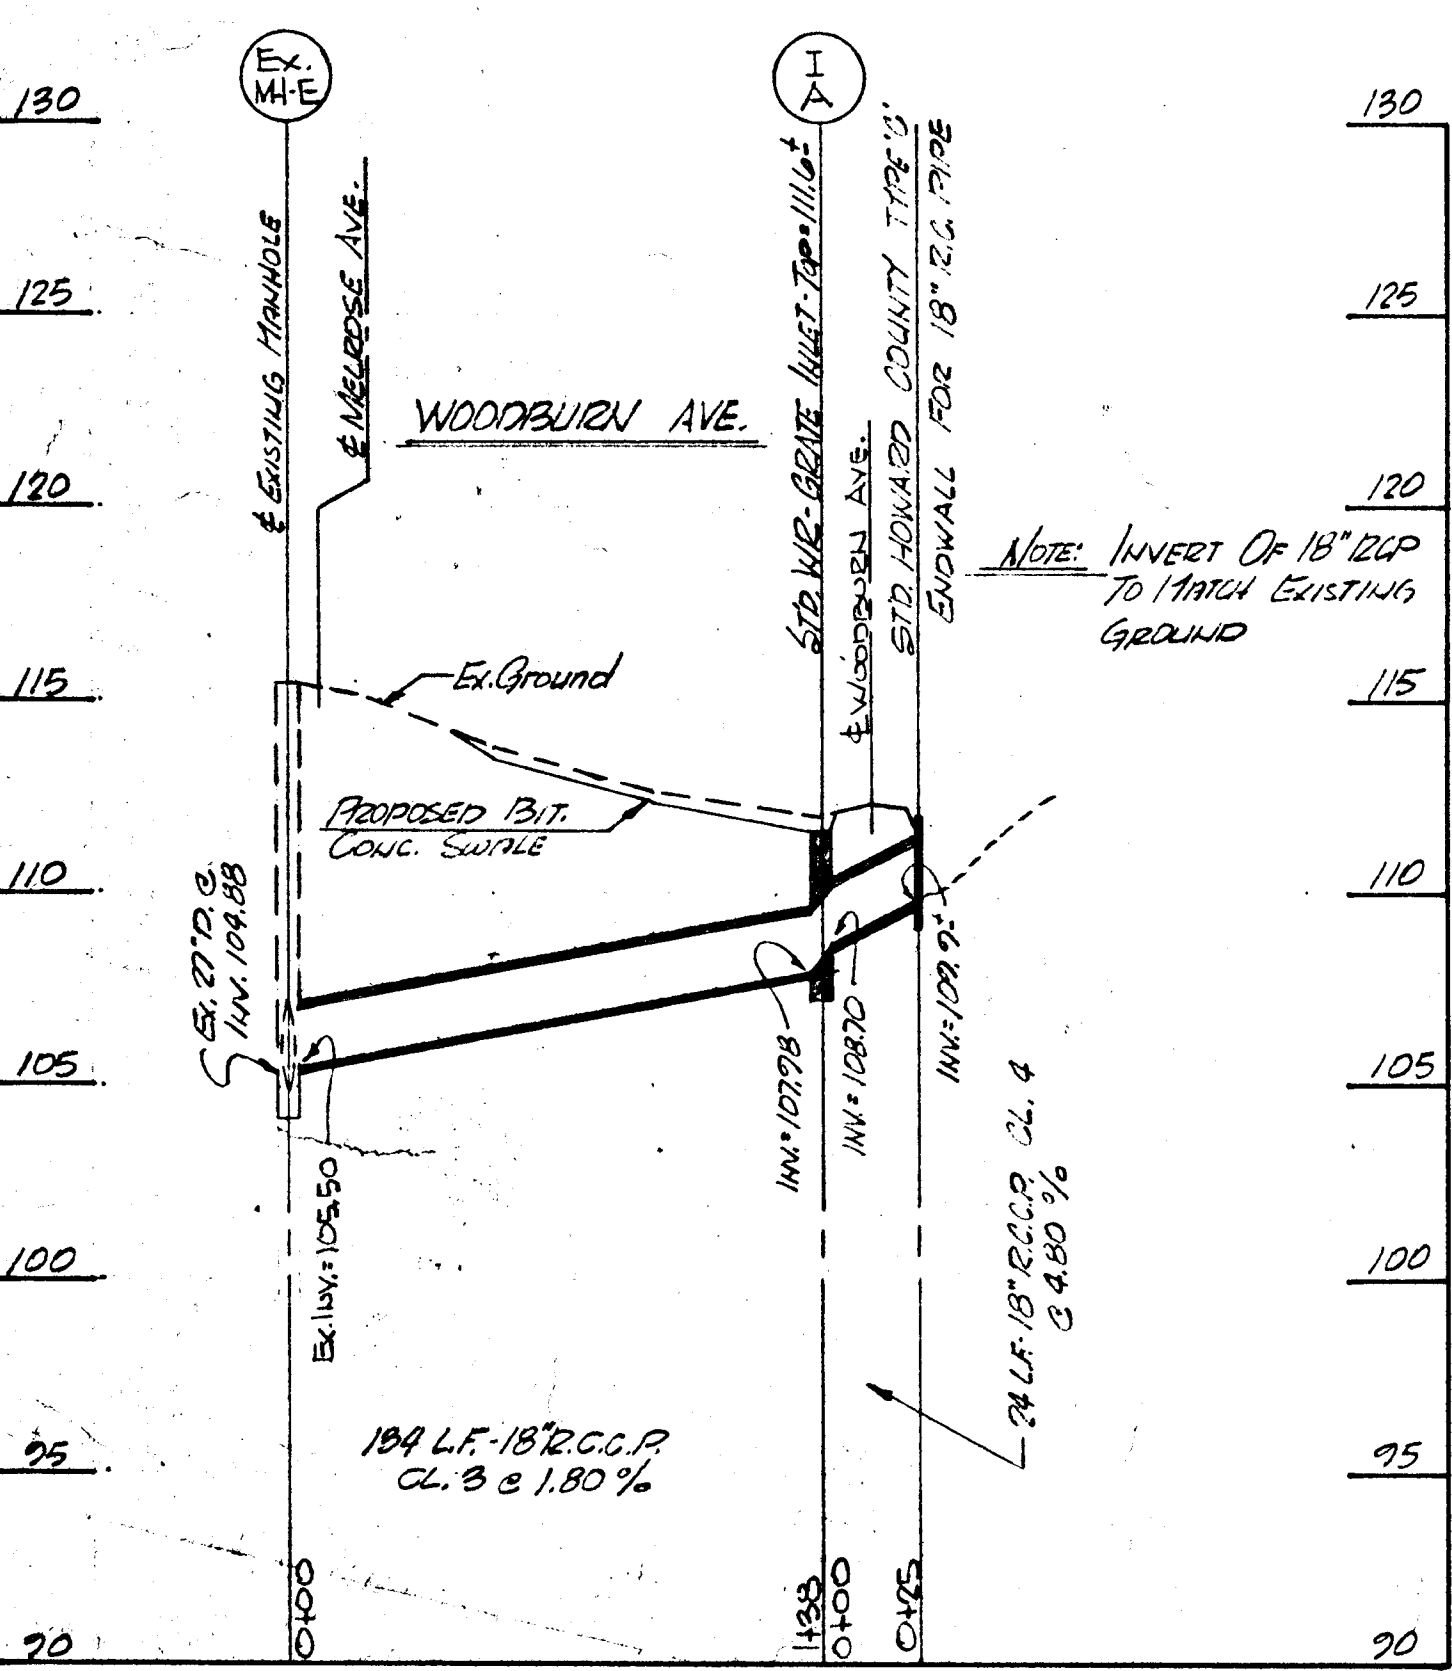 Ex.
MH-E
I
A
130
130
125
125
120
120
115
115
110
110
105
105
100
100
95
95
90
90
℄ EXISTING MANHOLE
℄ MELROSE AVE.
WOODBURN AVE.
STD. WR-GRATE INLET-Top=111.6±
℄ WOODBURN AVE.
STD. HOWARD COUNTY TYPE 'C'
ENDWALL FOR 18" R.C. PIPE
NOTE: INVERT OF 18" RCP
TO MATCH EXISTING
GROUND
Ex. Ground
PROPOSED BIT.
CONC. SWALE
Ex. 27" D. @
INV. 104.88
Ex. Inv.=105.50
INV.=107.98
INV.=108.70
INV.=109.9±
24 L.F.-18" R.C.C.P. CL. 4
@ 4.80 %
134 L.F.-18" R.C.C.P.
CL. 3 @ 1.80 %
0+00
1+38
0+00
0+25